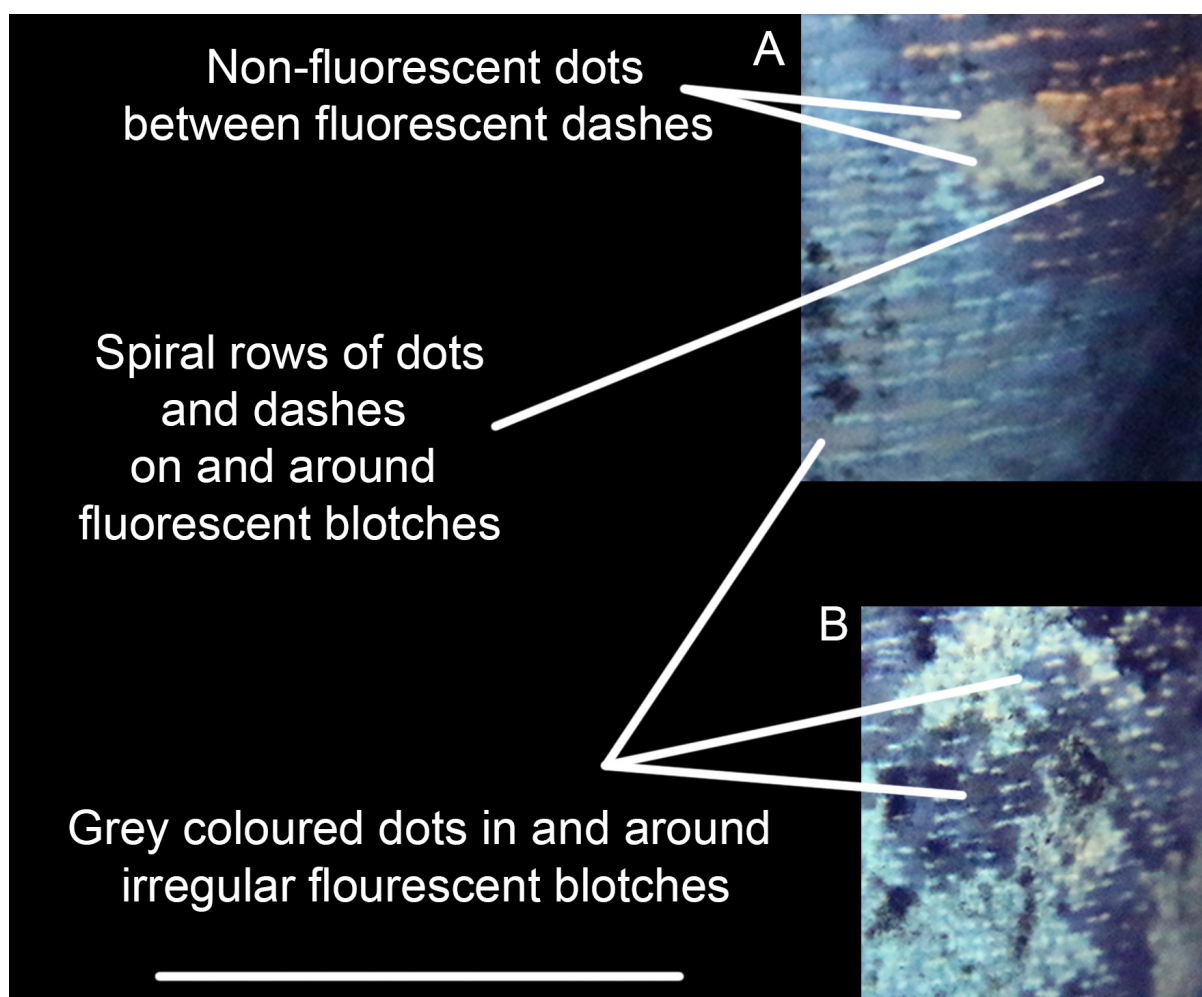 A
Non-fluorescent dots
between fluorescent dashes
Spiral rows of dots
and dashes
on and around
fluorescent blotches
B
Grey coloured dots in and around
irregular flourescent blotches